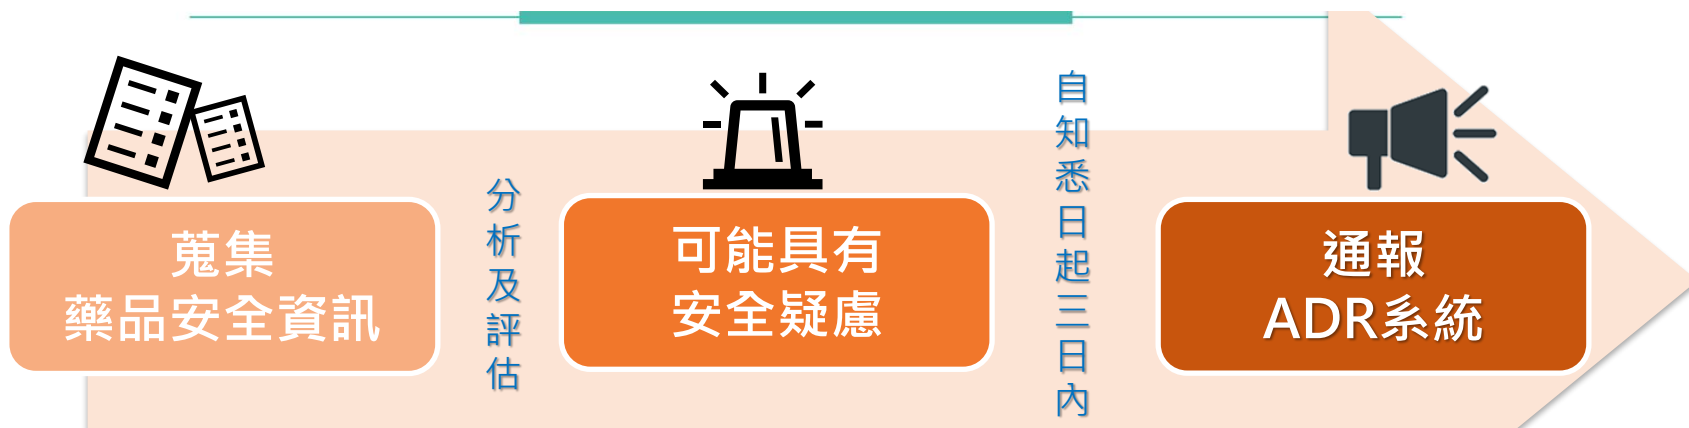 蒐集
藥品安全資訊
分析及評估
可能具有
安全疑慮
自知悉日起三日內
通報
ADR系統